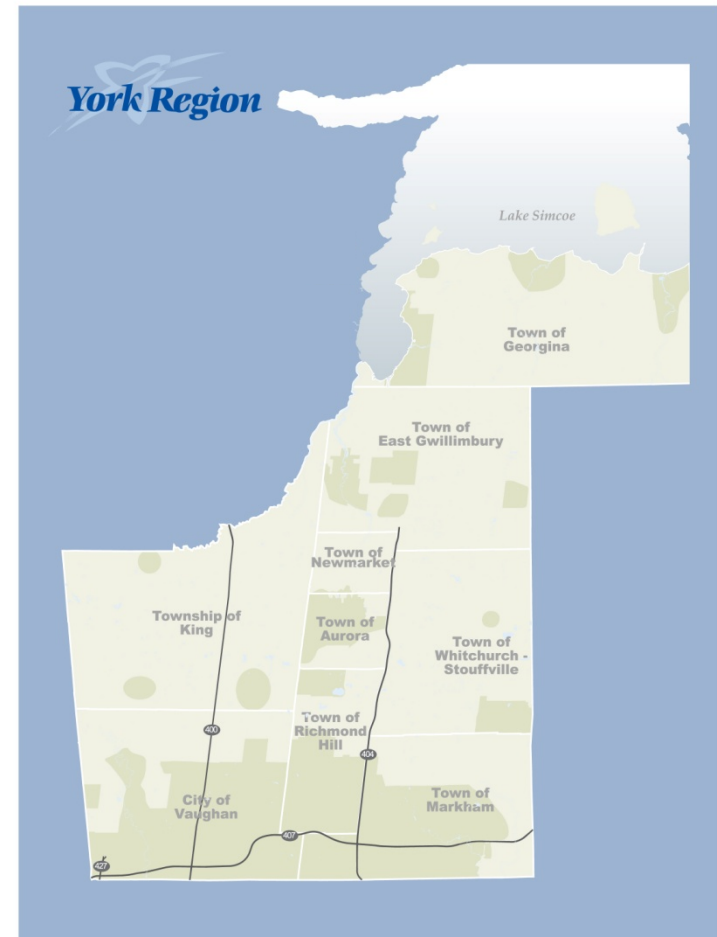 York Region
Lake Simcoe
Town of
Georgina
Town of
East Gwillimbury
Town of
Newmarket
Township of
King
Town of
Aurora
Town of
Whitchurch -
Stouffville
Town of
Richmond
Hill
400
404
City of
Vaughan
Town of
Markham
407
427